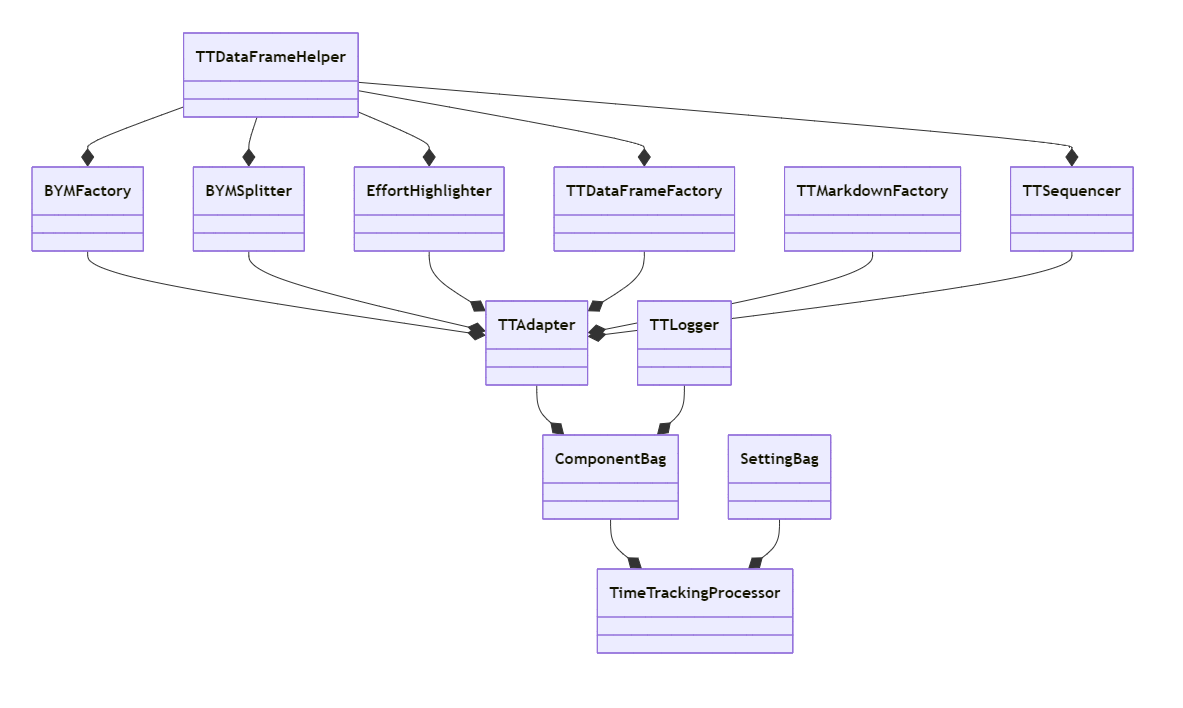 TTDataFrameHelper
BYMFactory
BYMSplitter
EffortHighlighter
TTDataFrameFactory
TTMarkdownFactory
TTSequencer
TTAdapter
TTLogger
ComponentBag
SettingBag
TimeTrackingProcessor